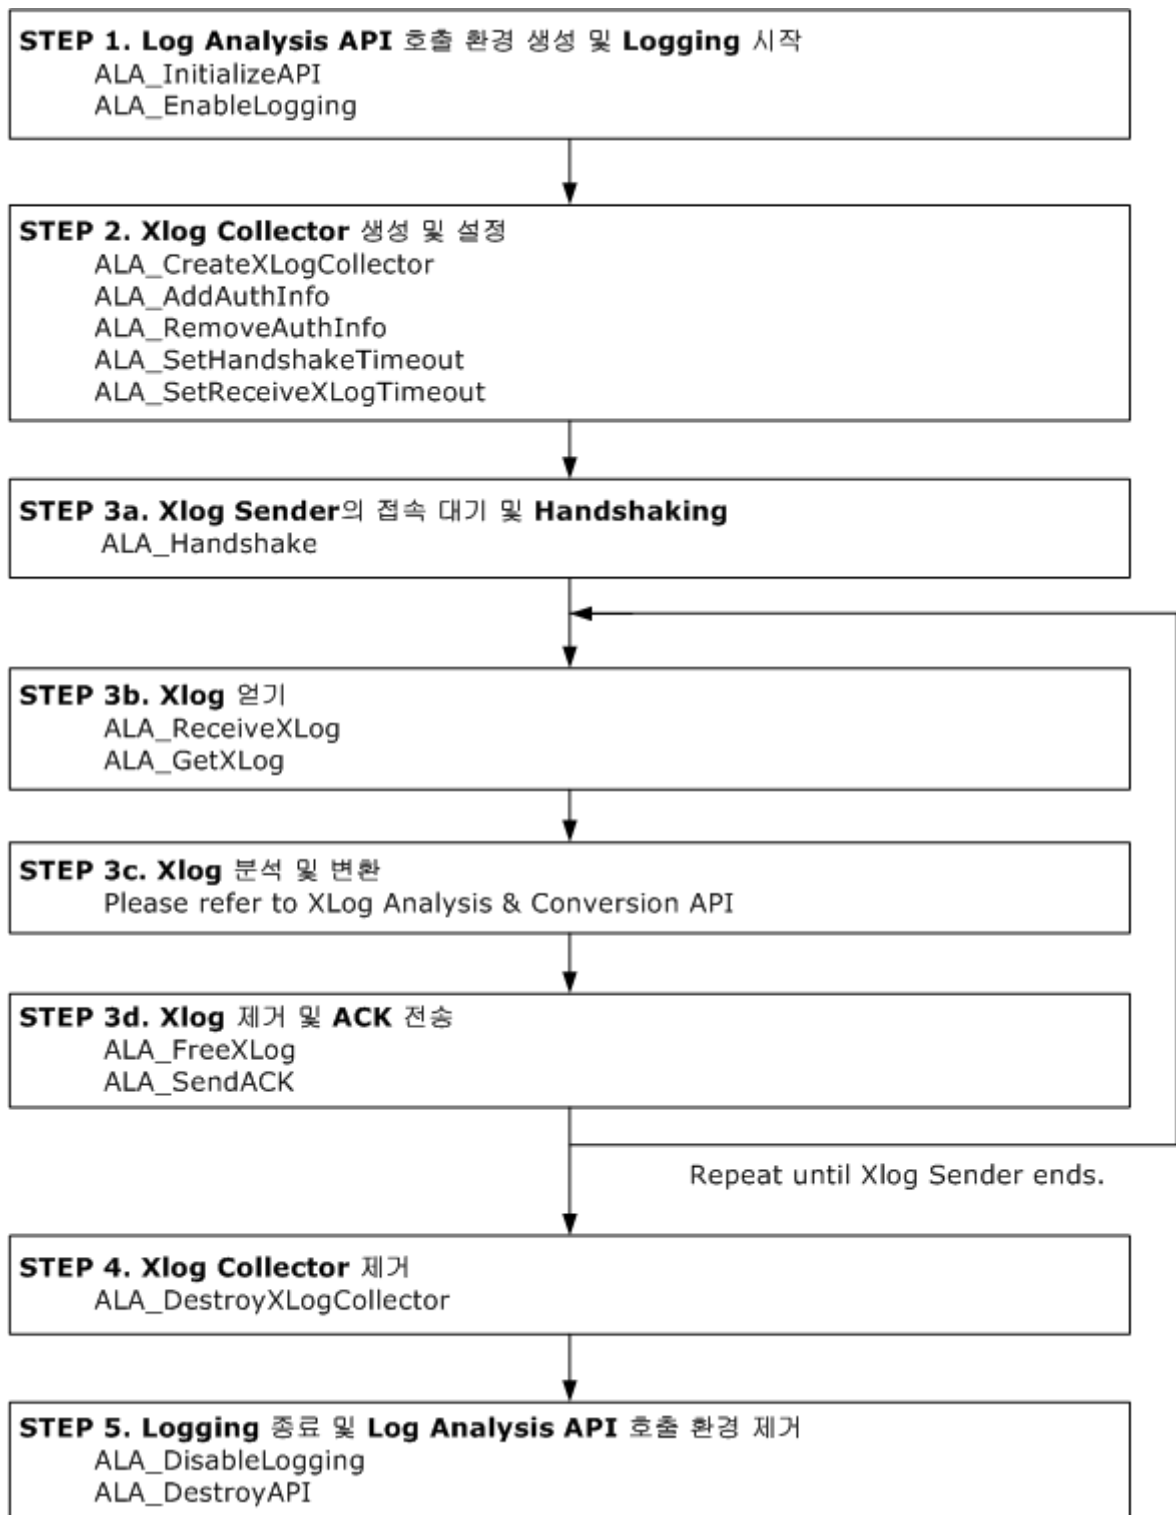 STEP 1. Log Analysis API 호출 환경 생성 및 Logging 시작
ALA_InitializeAPI
ALA_EnableLogging
STEP 2. Xlog Collector 생성 및 설정
ALA_CreateXLogCollector
ALA_AddAuthInfo
ALA_RemoveAuthInfo
ALA_SetHandshakeTimeout
ALA_SetReceiveXLogTimeout
STEP 3a. Xlog Sender의 접속 대기 및 Handshaking
ALA_Handshake
STEP 3b. Xlog 얻기
ALA_ReceiveXLog
ALA_GetXLog
STEP 3c. Xlog 분석 및 변환
Please refer to XLog Analysis & Conversion API
STEP 3d. Xlog 제거 및 ACK 전송
ALA_FreeXLog
ALA_SendACK
Repeat until Xlog Sender ends.
STEP 4. Xlog Collector 제거
ALA_DestroyXLogCollector
STEP 5. Logging 종료 및 Log Analysis API 호출 환경 제거
ALA_DisableLogging
ALA_DestroyAPI